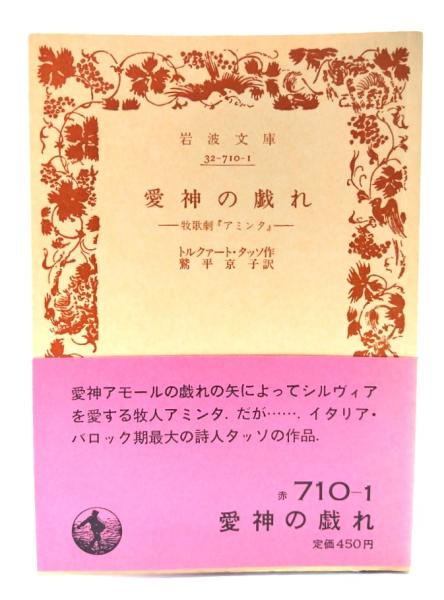 岩波文庫
32-710-1
愛神の戯れ
―牧歌劇『アミンタ』―
トルクァート・タッソ作
鷲平京子訳
愛神アモールの戯れの矢によってシルヴィア
を愛する牧人アミンタ. だが……. イタリア・
バロック期最大の詩人タッソの作品.
赤 710-1
愛神の戯れ
定価450円